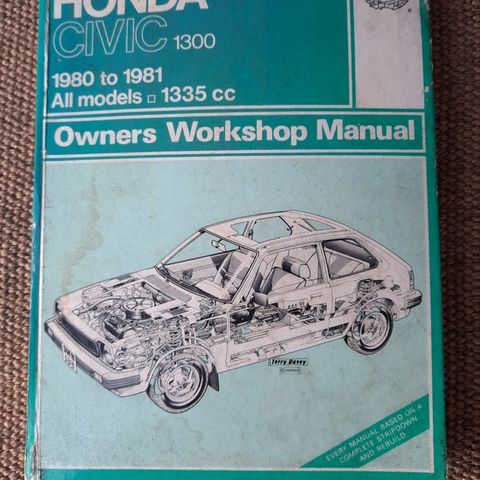 HONDA
CIVIC 1300
1980 to 1981
All models □ 1335 cc
Owners Workshop Manual
Terry Davey
EVERY MANUAL BASED ON A
COMPLETE STRIPDOWN
AND REBUILD